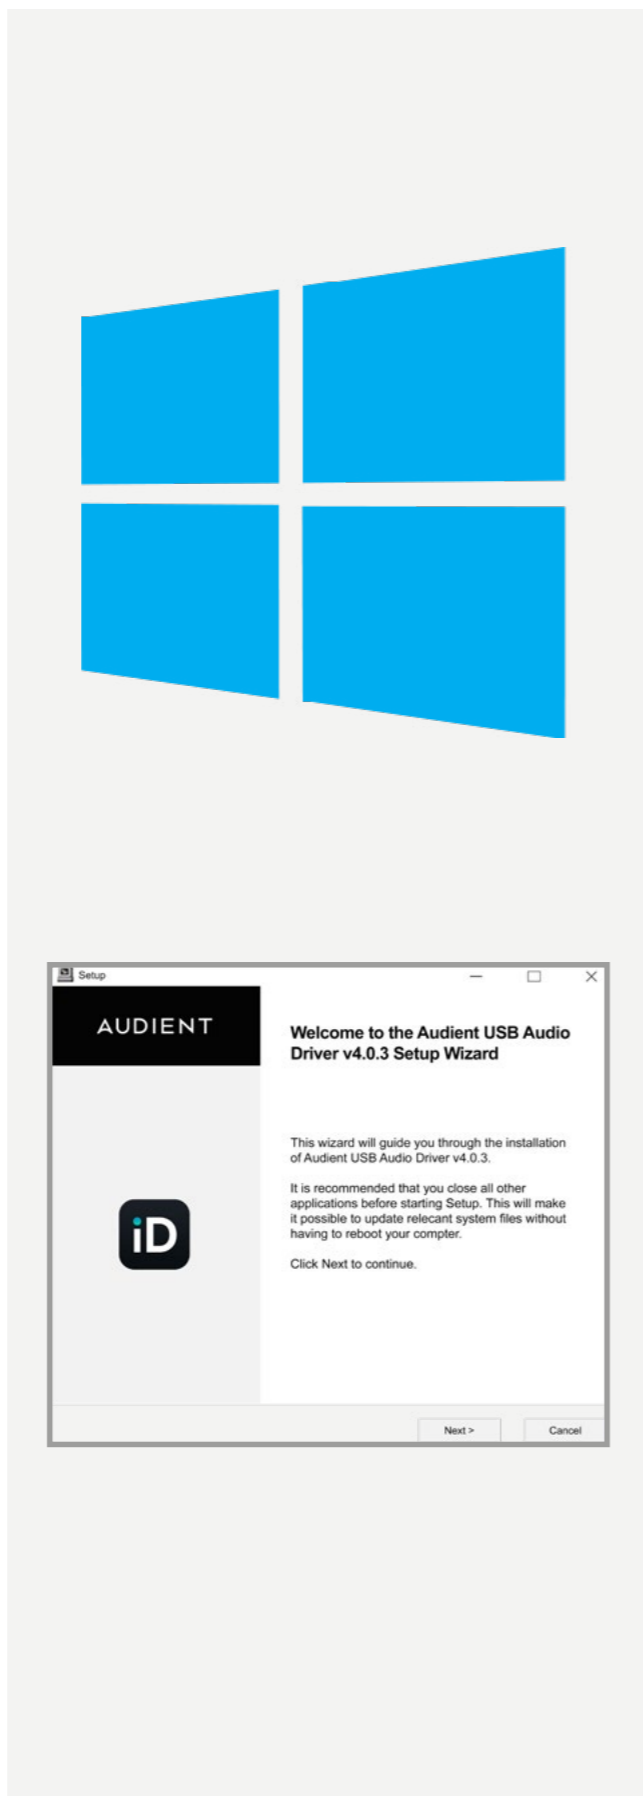 Setup
AUDIENT
Welcome to the Audient USB Audio
Driver v4.0.3 Setup Wizard
This wizard will guide you through the installation
of Audient USB Audio Driver v4.0.3.
It is recommended that you close all other
applications before starting Setup. This will make
it possible to update relecant system files without
having to reboot your compter.
Click Next to continue.
iD
Next >
Cancel